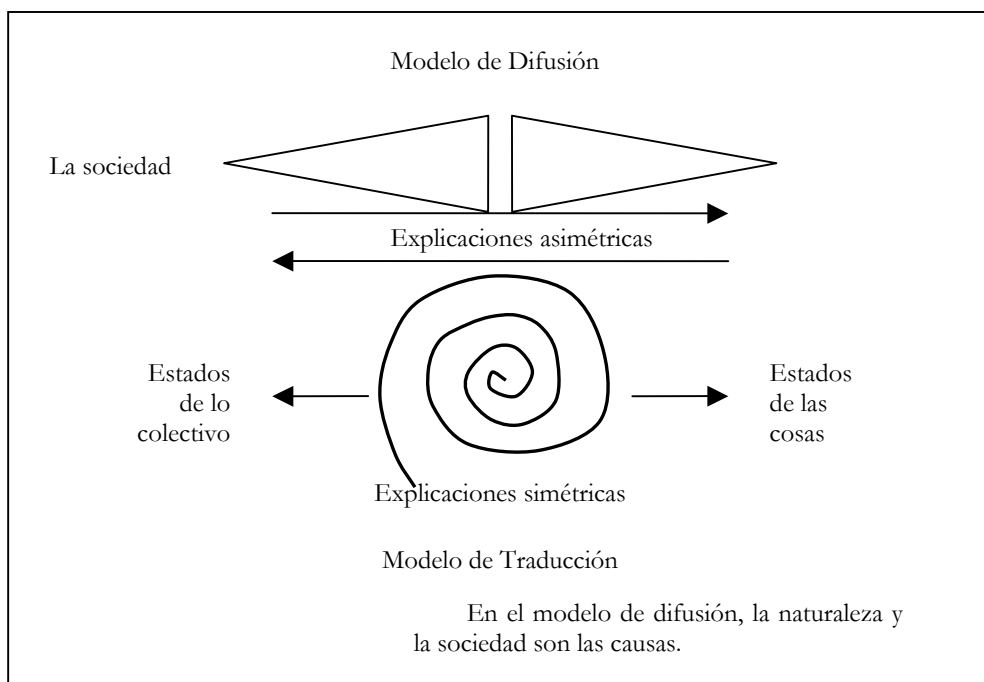 Modelo de Difusión
La sociedad
Explicaciones asimétricas
Estados
de lo
colectivo
Estados
de las
cosas
Explicaciones simétricas
Modelo de Traducción
En el modelo de difusión, la naturaleza y
la sociedad son las causas.